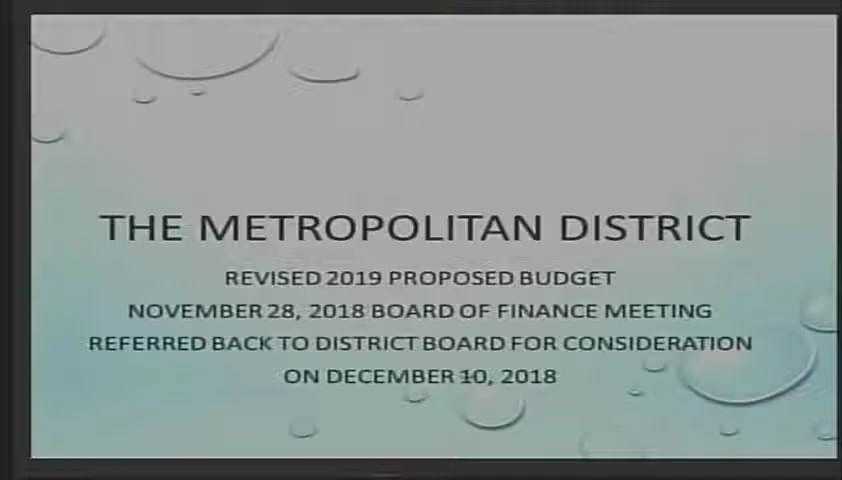 THE METROPOLITAN DISTRICT
REVISED 2019 PROPOSED BUDGET
NOVEMBER 28, 2018 BOARD OF FINANCE MEETING
REFERRED BACK TO DISTRICT BOARD FOR CONSIDERATION
ON DECEMBER 10, 2018